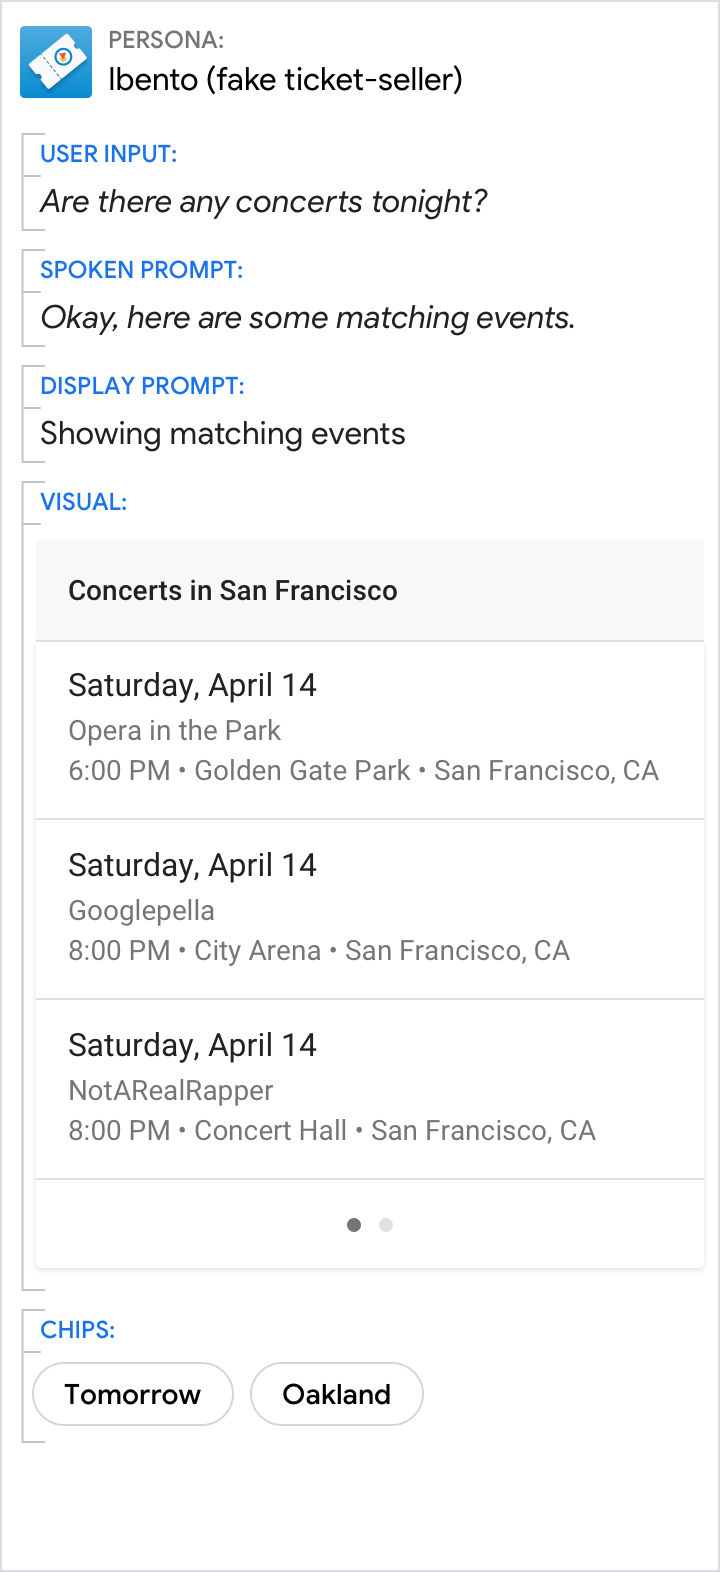 PERSONA:
Ibento (fake ticket-seller)
USER INPUT:
Are there any concerts tonight?
SPOKEN PROMPT:
Okay, here are some matching events.
DISPLAY PROMPT:
Showing matching events
VISUAL:
Concerts in San Francisco
Saturday, April 14
Opera in the Park
6:00 PM • Golden Gate Park • San Francisco, CA
Saturday, April 14
Googlepella
8:00 PM • City Arena • San Francisco, CA
Saturday, April 14
NotARealRapper
8:00 PM • Concert Hall • San Francisco, CA
CHIPS:
Tomorrow Oakland